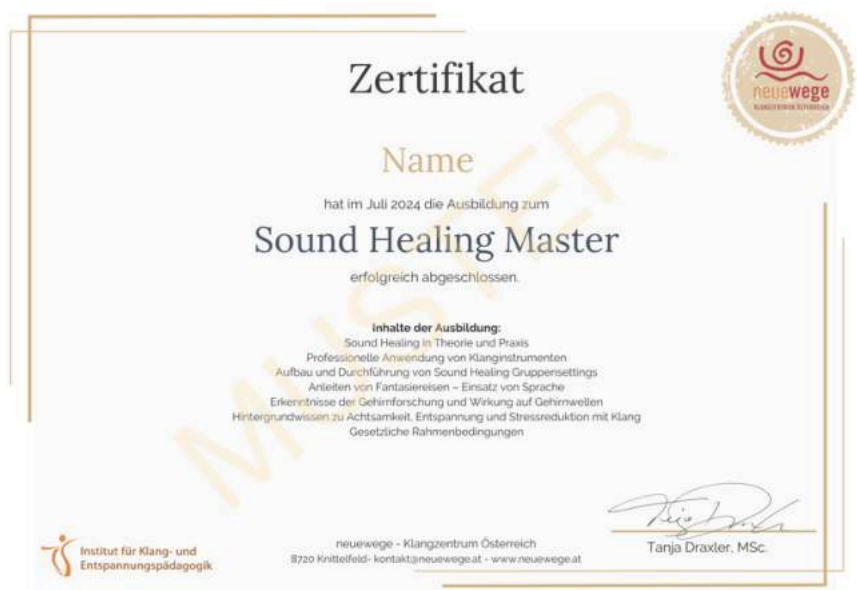 Zertifikat
neuewege
KLANGZENTRUM ÖSTERREICH
Name
hat im Juli 2024 die Ausbildung zum
Sound Healing Master
erfolgreich abgeschlossen.
MUSTER
Inhalte der Ausbildung:
Sound Healing in Theorie und Praxis
Professionelle Anwendung von Klanginstrumenten
Aufbau und Durchführung von Sound Healing Gruppensettings
Anleiten von Fantasiereisen – Einsatz von Sprache
Erkenntnisse der Gehirnforschung und Wirkung auf Gehirnwellen
Hintergrundwissen zu Achtsamkeit, Entspannung und Stressreduktion mit Klang
Gesetzliche Rahmenbedingungen
Institut für Klang- und
Entspannungspädagogik
neuewege - Klangzentrum Österreich
8720 Knittelfeld- kontakt@neuewege.at - www.neuewege.at
Tanja Draxler, MSc.